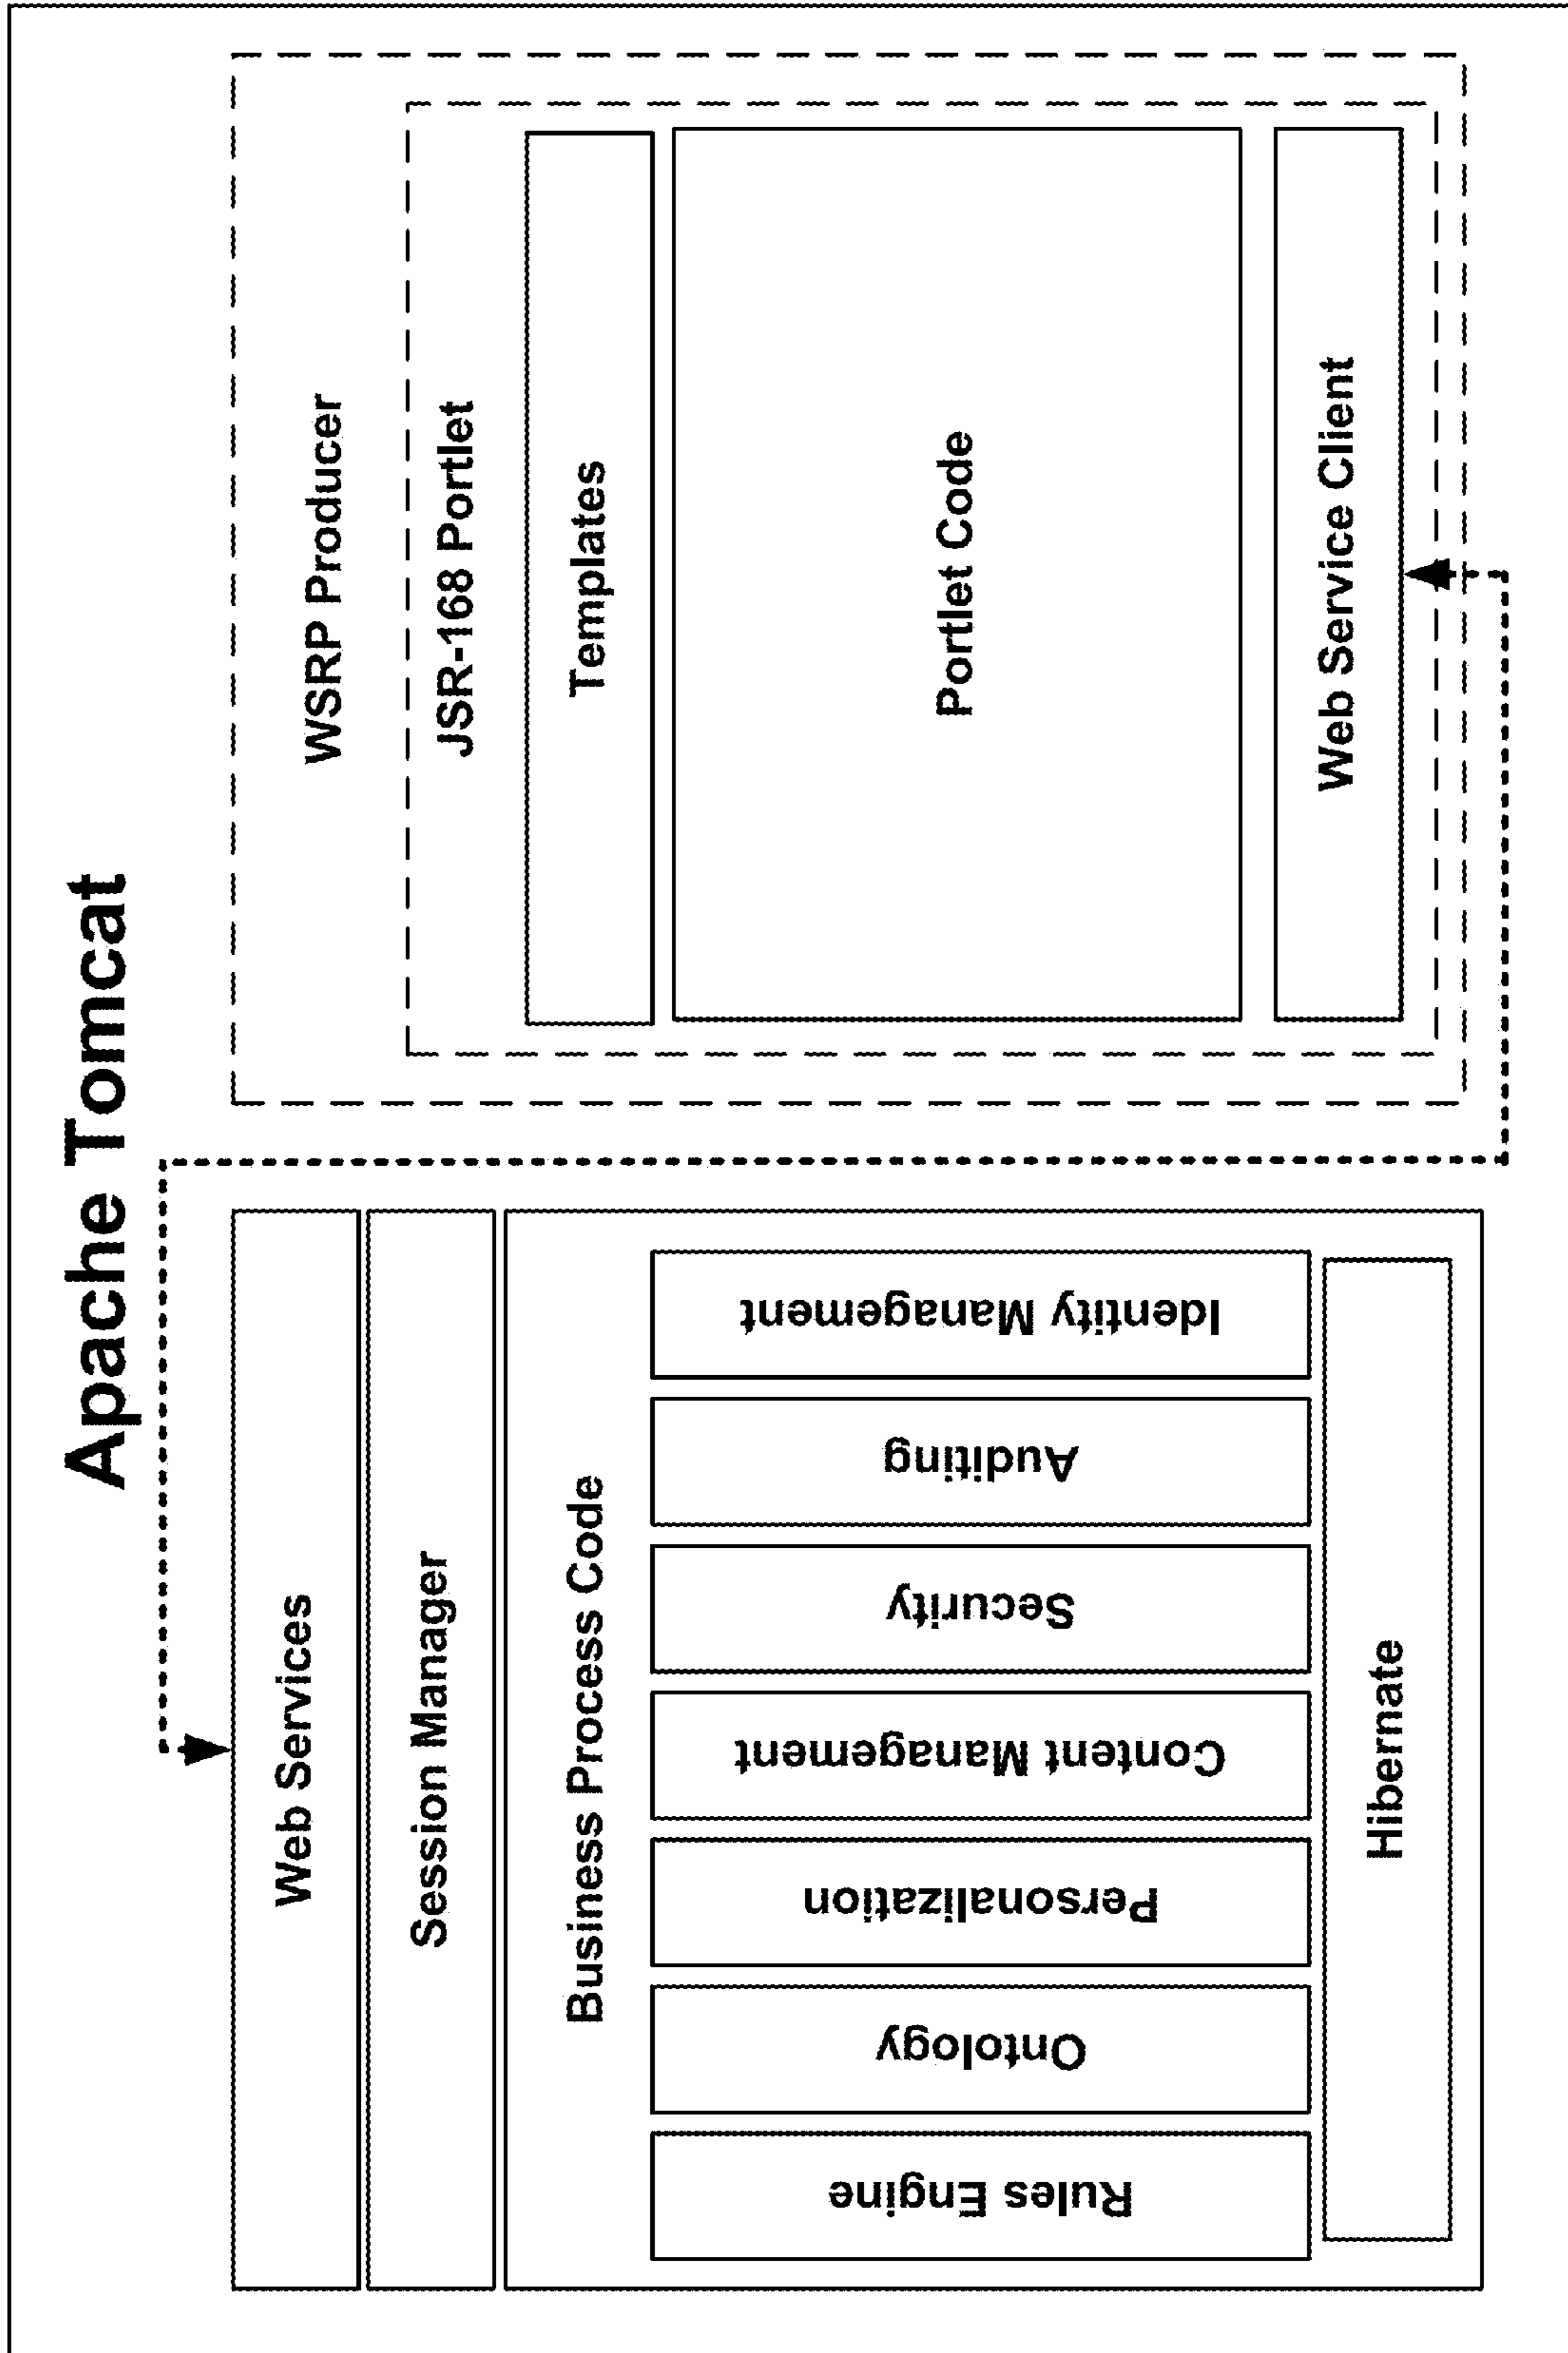 Apache Tomcat
Web Services
Session Manager
Business Process Code
Rules Engine
Ontology
Personalization
Content Management
Security
Auditing
Identity Management
Hibernate
WSRP Producer
JSR-168 Portlet
Templates
Portlet Code
Web Service Client